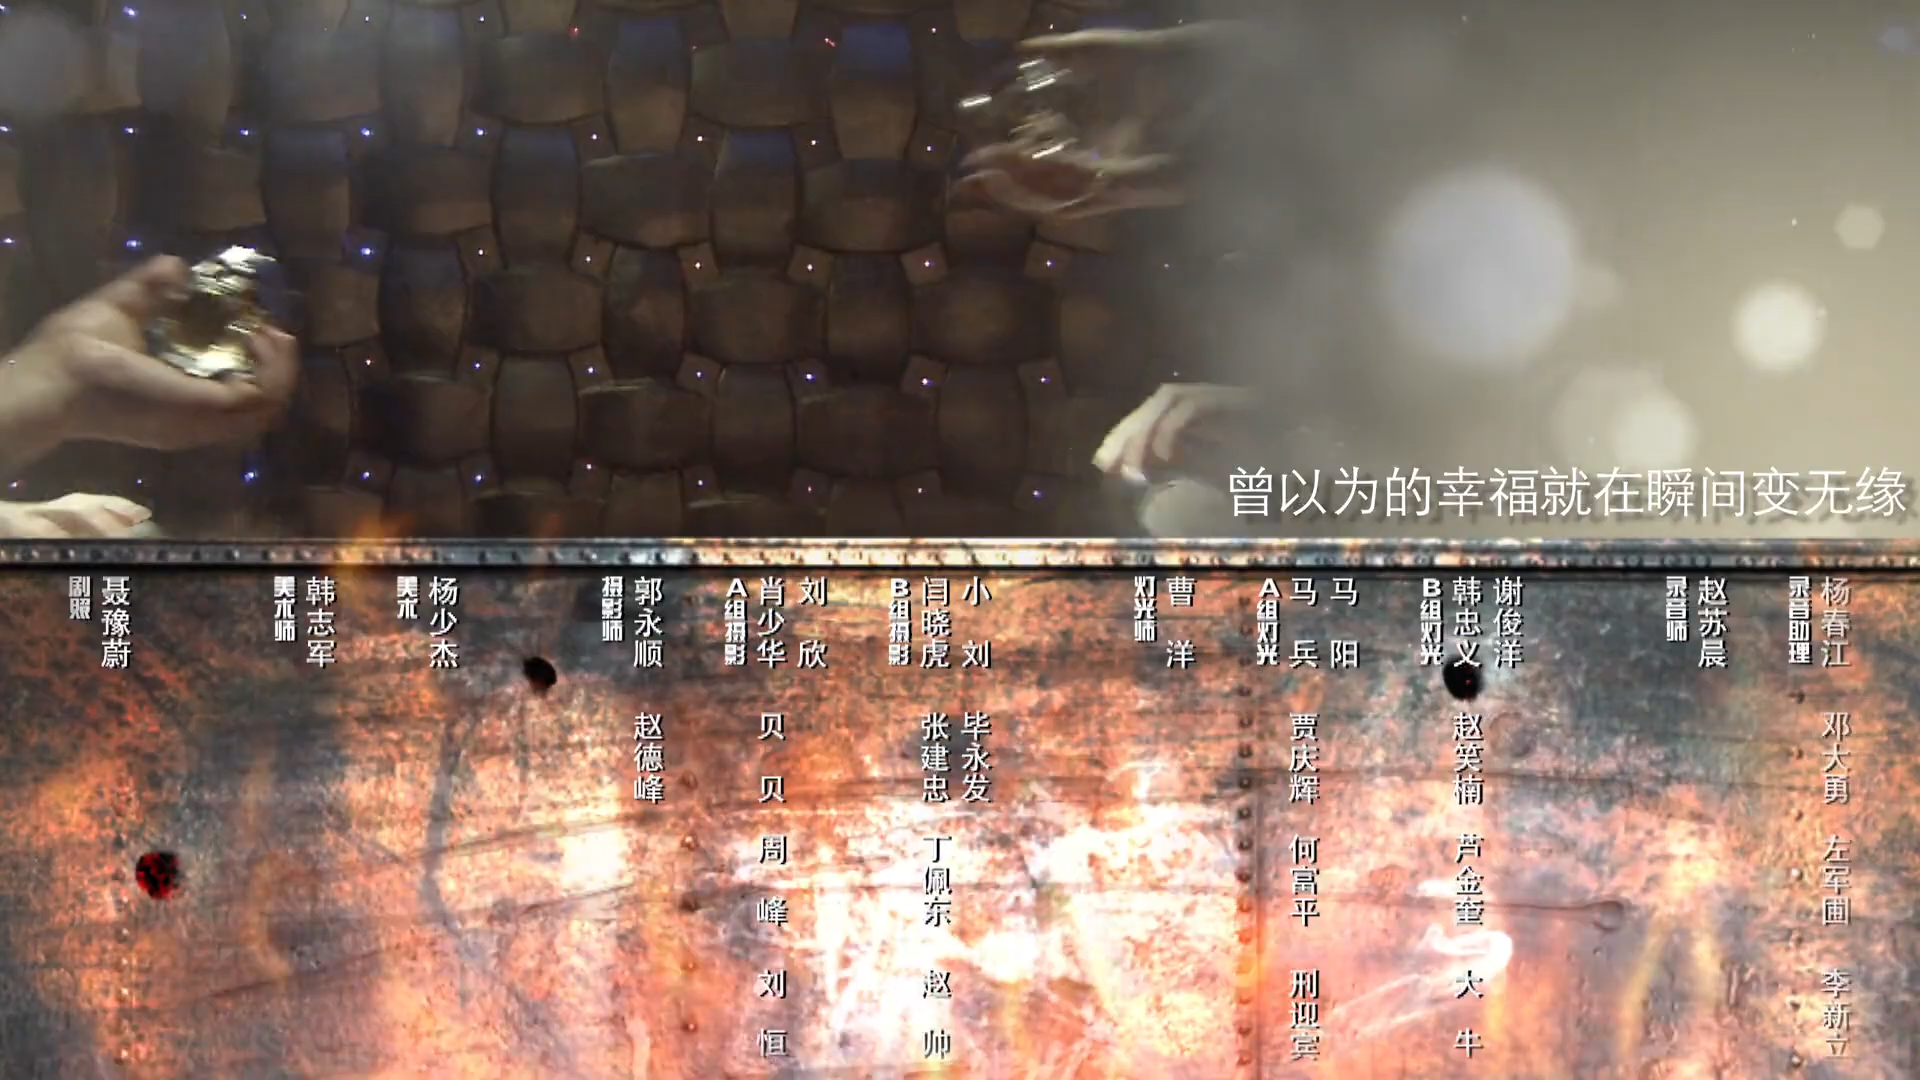 曾以为的幸福就在瞬间变无缘
剧照
聂豫蔚
美术师
韩志军
美术
杨少杰
摄影师
郭永顺
赵德峰
A组摄影
肖少华
贝贝
周峰
刘恒
刘欣
B组摄影
闫晓虎
张建忠
丁佩东
赵帅
小刘
毕永发
灯光师
曹洋
A组灯光
马兵
贾庆辉
何富平
刑迎宾
马阳
B组灯光
韩忠义
赵笑楠
芦金奎
大牛
谢俊洋
录音师
赵苏晨
录音助理
杨春江
邓大勇
左军圃
李新立